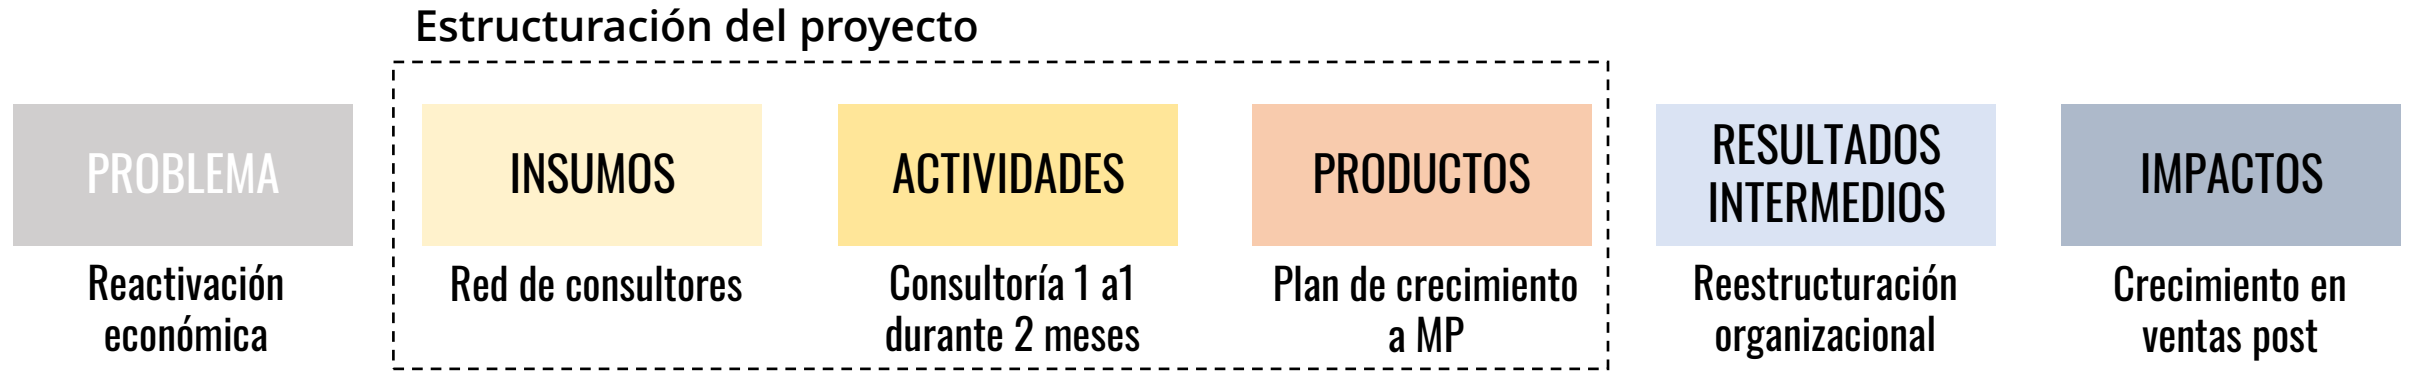 Estructuración del proyecto
PROBLEMA
Reactivación
económica
INSUMOS
Red de consultores
ACTIVIDADES
Consultoría 1 a1
durante 2 meses
PRODUCTOS
Plan de crecimiento
a MP
RESULTADOS
INTERMEDIOS
Reestructuración
organizacional
IMPACTOS
Crecimiento en
ventas post